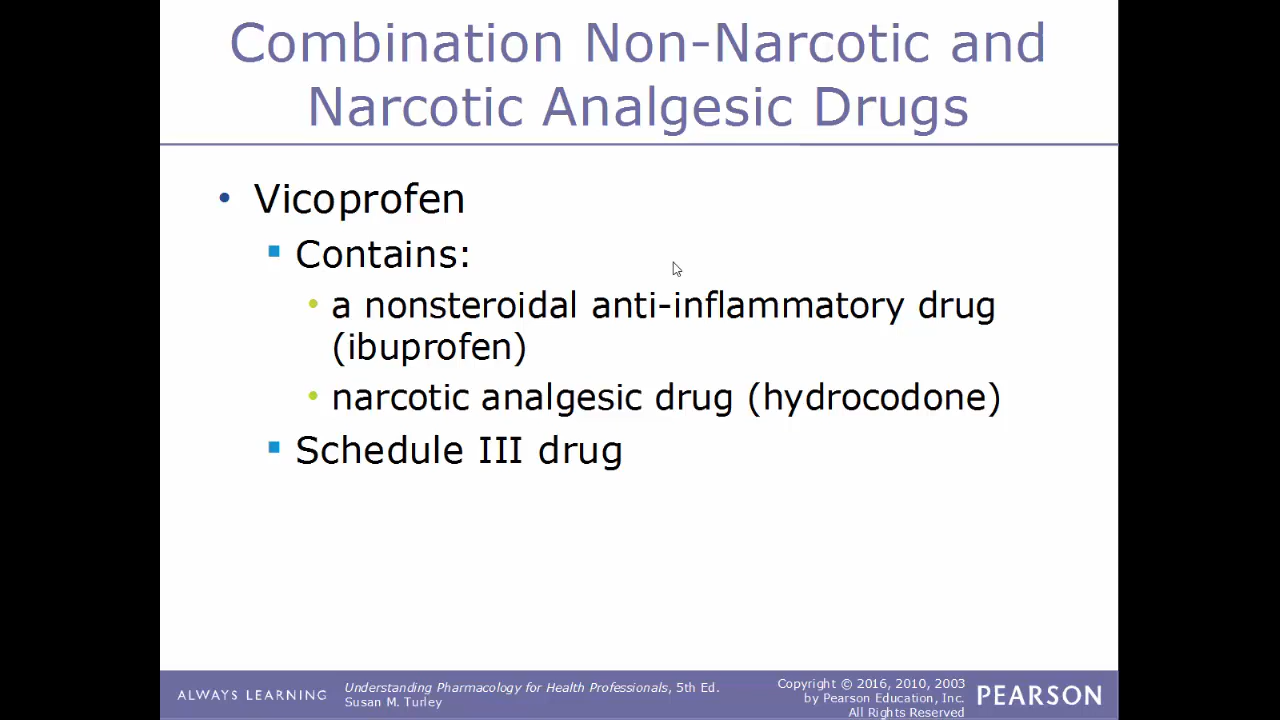 Combination Non-Narcotic and
Narcotic Analgesic Drugs
• Vicoprofen
▪ Contains:
• a nonsteroidal anti-inflammatory drug
(ibuprofen)
• narcotic analgesic drug (hydrocodone)
▪ Schedule III drug
ALWAYS LEARNING
Understanding Pharmacology for Health Professionals, 5th Ed.
Susan M. Turley
Copyright © 2016, 2010, 2003
by Pearson Education, Inc.
All Rights Reserved
PEARSON